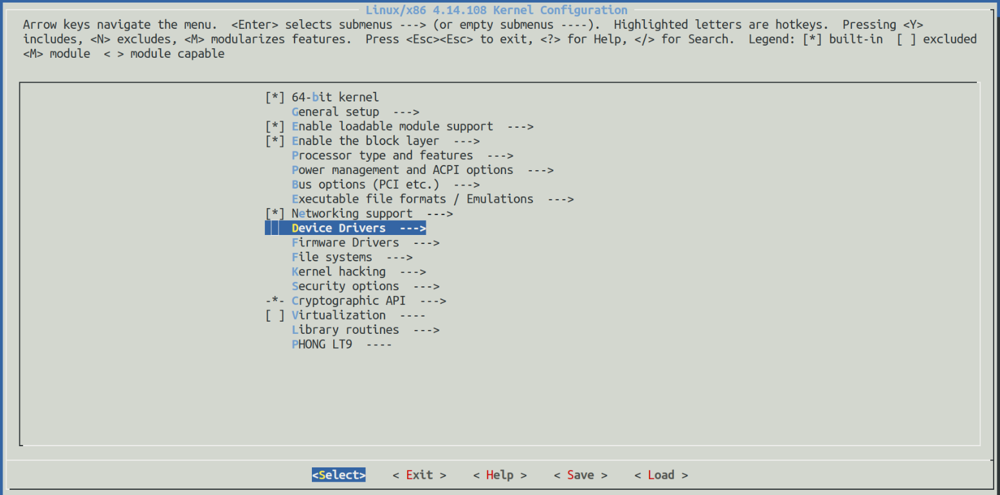 Linux/x86 4.14.108 Kernel Configuration
Arrow keys navigate the menu.  <Enter> selects submenus ---> (or empty submenus ----).  Highlighted letters are hotkeys.  Pressing <Y>
includes, <N> excludes, <M> modularizes features.  Press <Esc><Esc> to exit, <?> for Help, </> for Search.  Legend: [*] built-in  [ ] excluded
<M> module  < > module capable
[*] 64-bit kernel
General setup  --->
[*] Enable loadable module support  --->
[*] Enable the block layer  --->
Processor type and features  --->
Power management and ACPI options  --->
Bus options (PCI etc.)  --->
Executable file formats / Emulations  --->
[*] Networking support  --->
Device Drivers  --->
Firmware Drivers  --->
File systems  --->
Kernel hacking  --->
Security options  --->
-*- Cryptographic API  --->
[ ] Virtualization  ----
Library routines  --->
PHONG LT9  ----
<Select>    < Exit >    < Help >    < Save >    < Load >